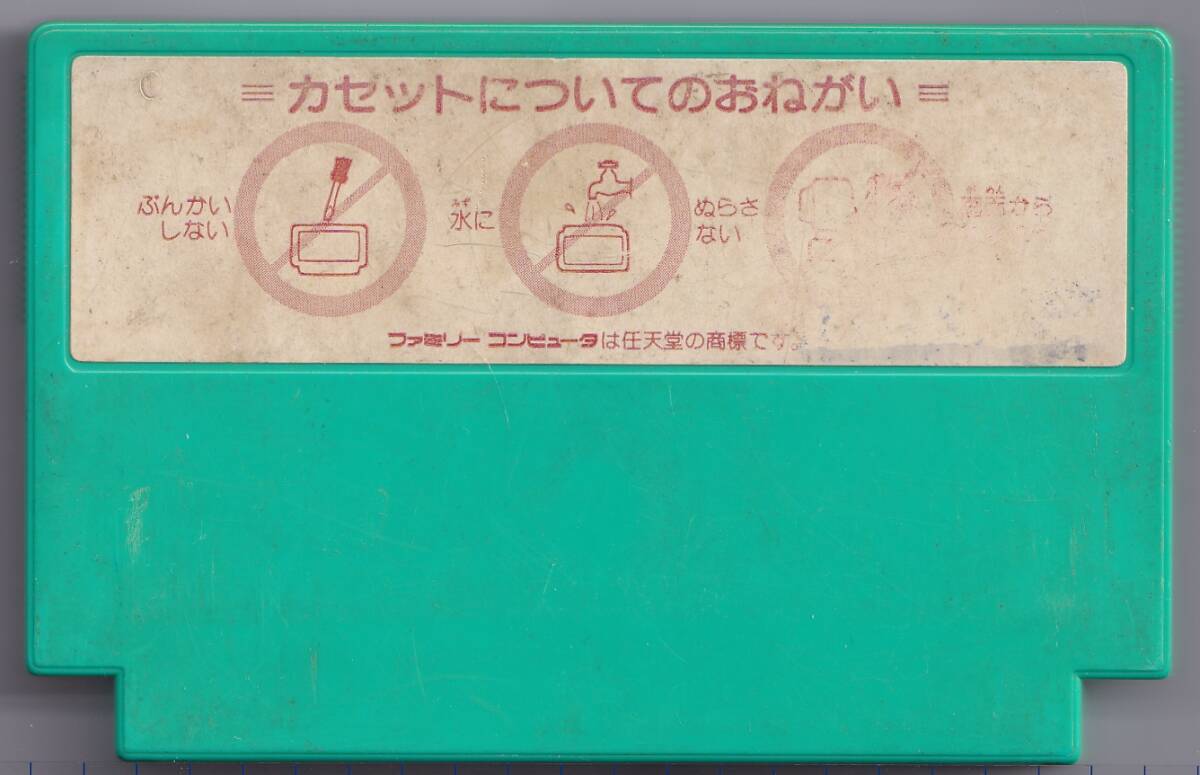 カセットについてのおねがい
ぶんかい
しない
みず
水に
ぬらさ
ない
から
ファミリー コンピュータは任天堂の商標です